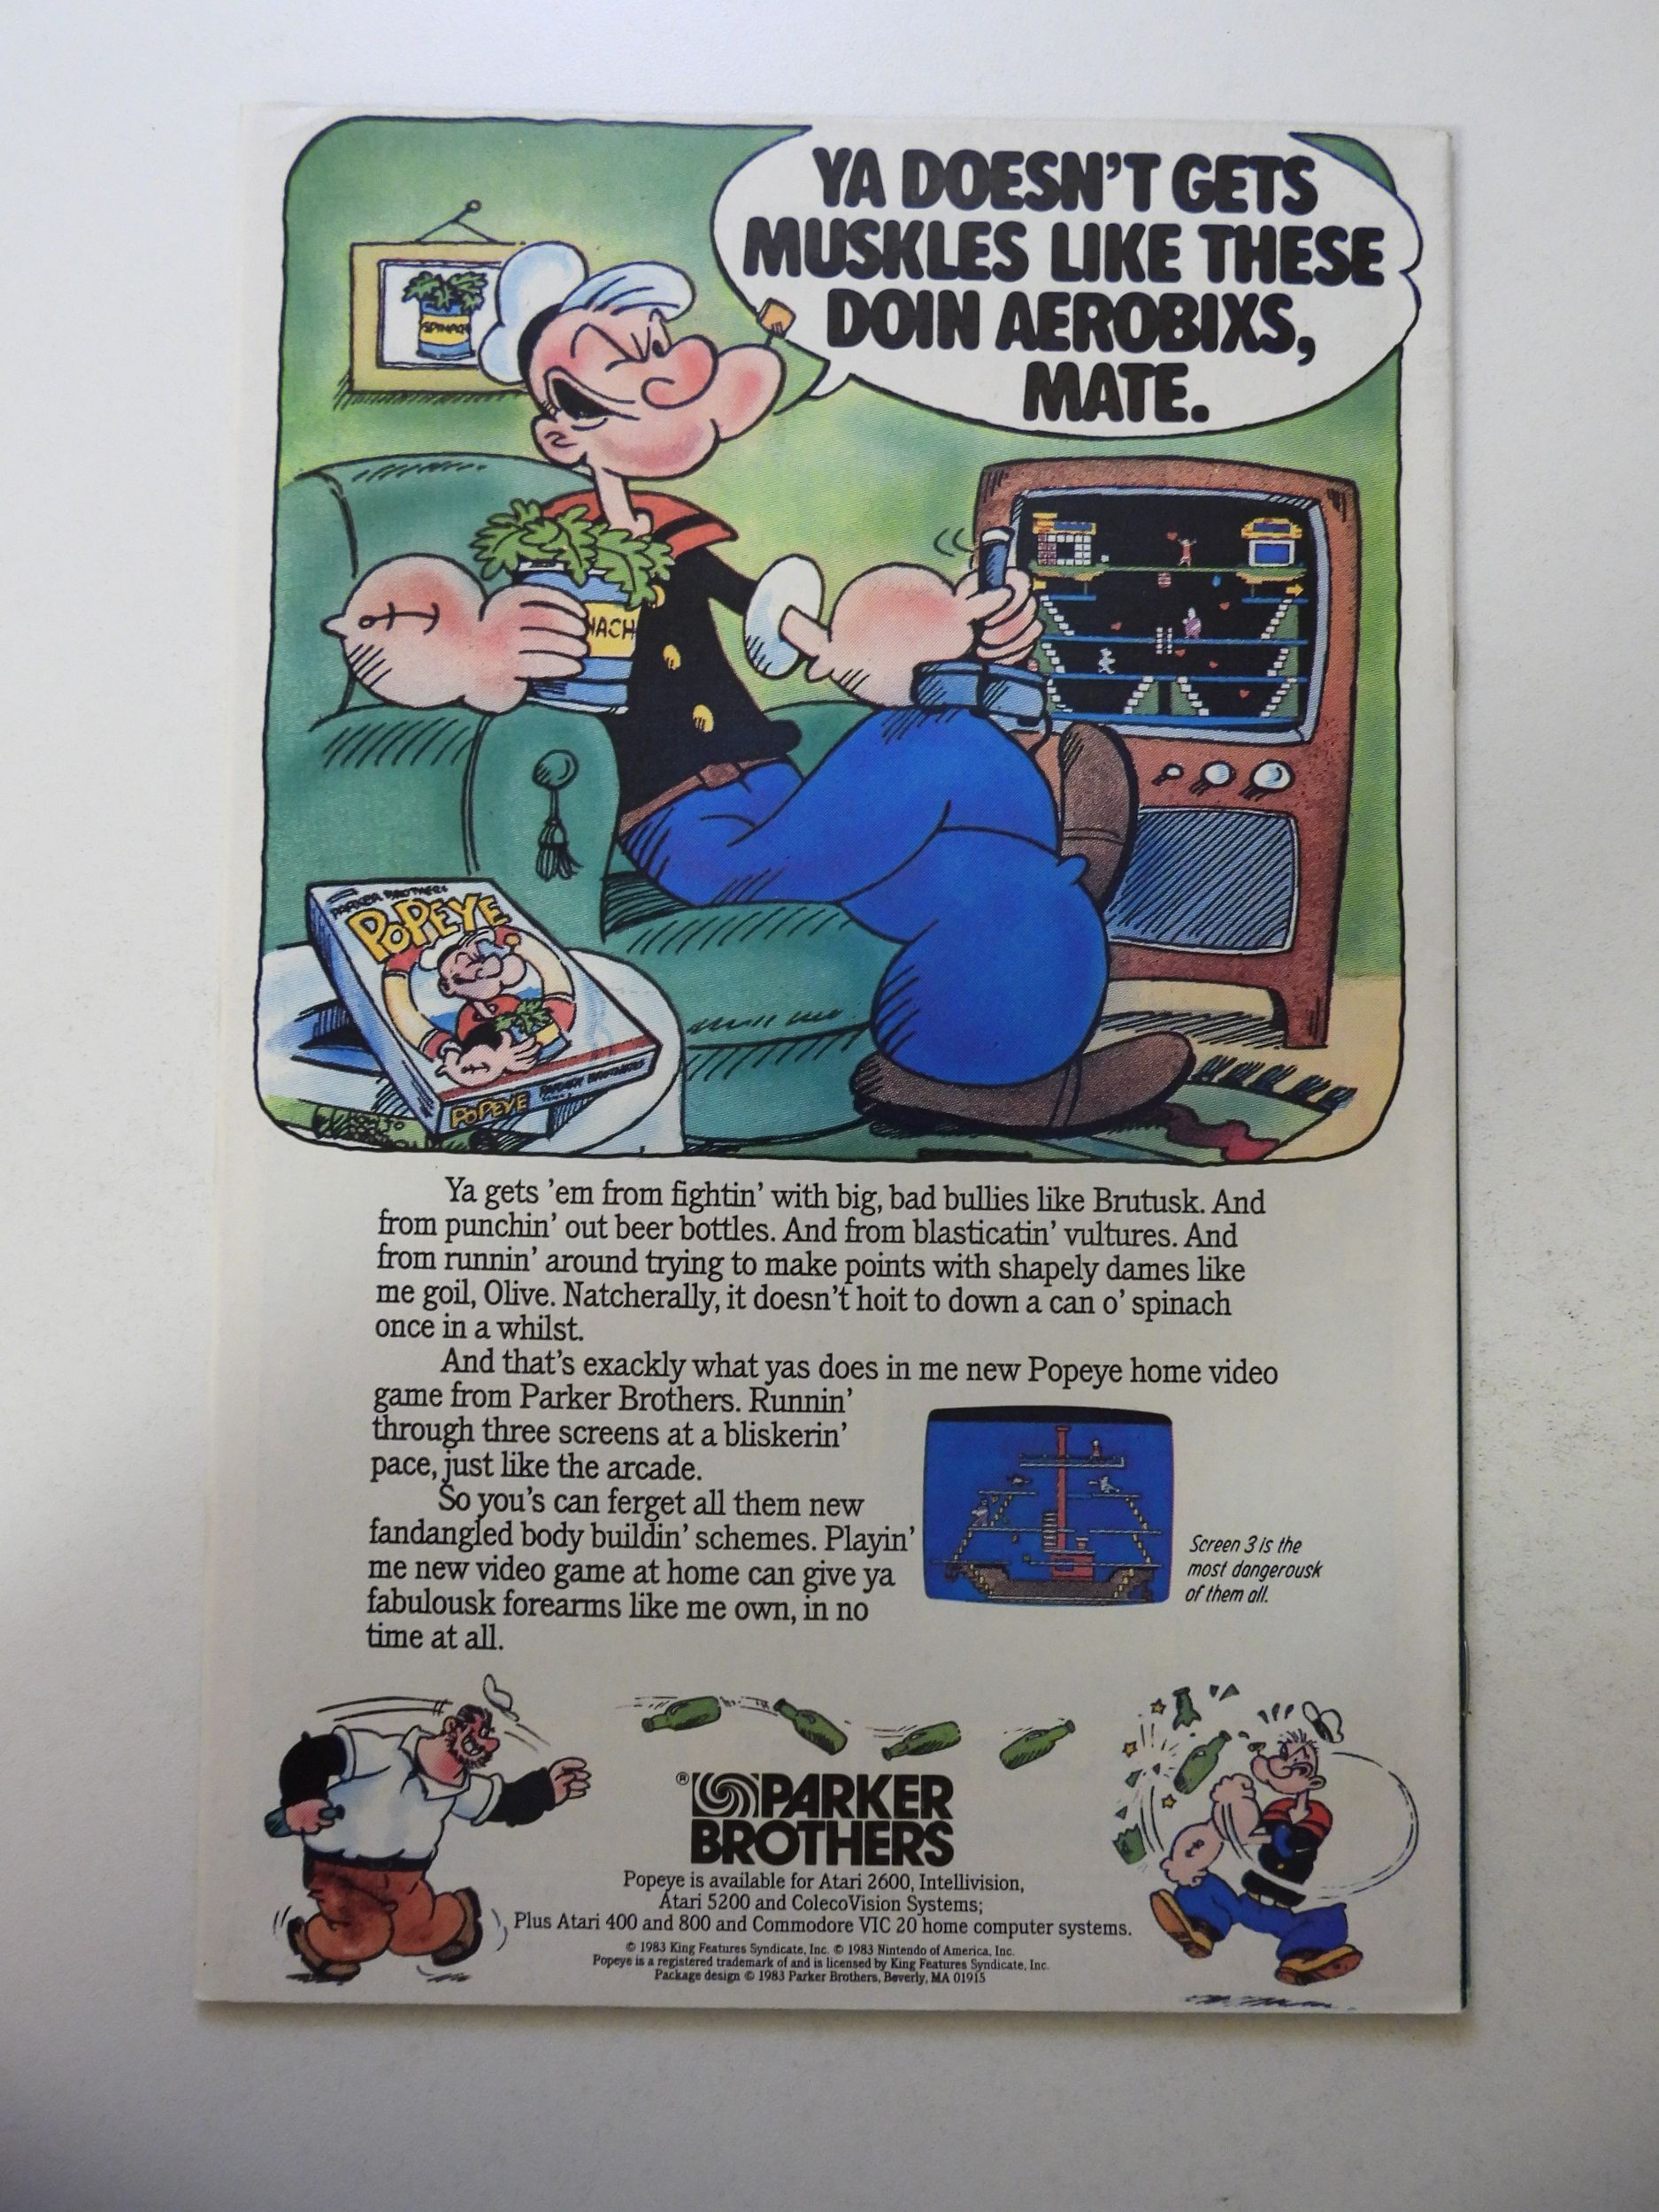 YA DOESN'T GETS
MUSKLES LIKE THESE
DOIN AEROBIXS,
MATE.
SPINACH
NACH
PARKER BROTHERS
POPEYE
POPEYE PARKER BROTHERS
Ya gets 'em from fightin' with big, bad bullies like Brutusk. And
from punchin' out beer bottles. And from blasticatin' vultures. And
from runnin' around trying to make points with shapely dames like
me goil, Olive. Natcherally, it doesn't hoit to down a can o' spinach
once in a whilst.
And that's exackly what yas does in me new Popeye home video
game from Parker Brothers. Runnin'
through three screens at a bliskerin'
pace, just like the arcade.
So you's can ferget all them new
fandangled body buildin' schemes. Playin'
me new video game at home can give ya
fabulousk forearms like me own, in no
time at all.
Screen 3 is the
most dangerousk
of them all.
® PARKER
BROTHERS
Popeye is available for Atari 2600, Intellivision,
Atari 5200 and ColecoVision Systems;
Plus Atari 400 and 800 and Commodore VIC 20 home computer systems.
© 1983 King Features Syndicate, Inc. © 1983 Nintendo of America, Inc.
Popeye is a registered trademark of and is licensed by King Features Syndicate, Inc.
Package design © 1983 Parker Brothers, Beverly, MA 01915